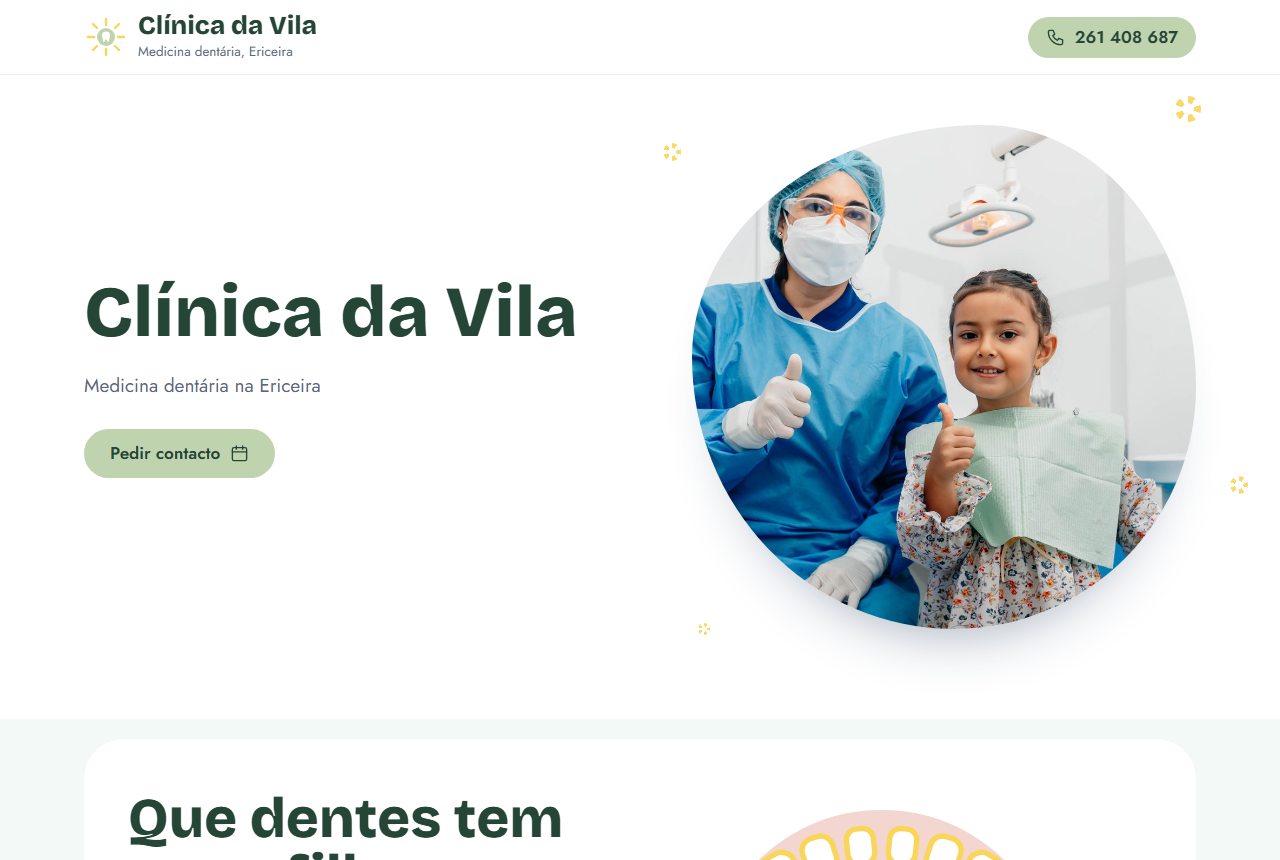 Clínica da Vila
Medicina dentária, Ericeira
261 408 687
Clínica da Vila
Medicina dentária na Ericeira
Pedir contacto
Que dentes tem